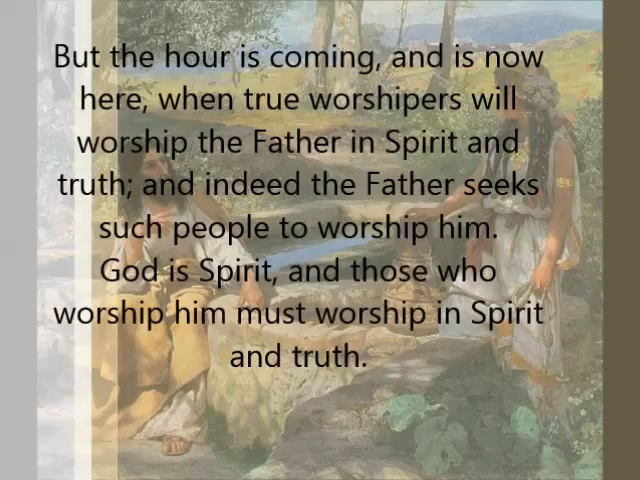 But the hour is coming, and is now
here, when true worshipers will
worship the Father in Spirit and
truth; and indeed the Father seeks
such people to worship him.
God is Spirit, and those who
worship him must worship in Spirit
and truth.